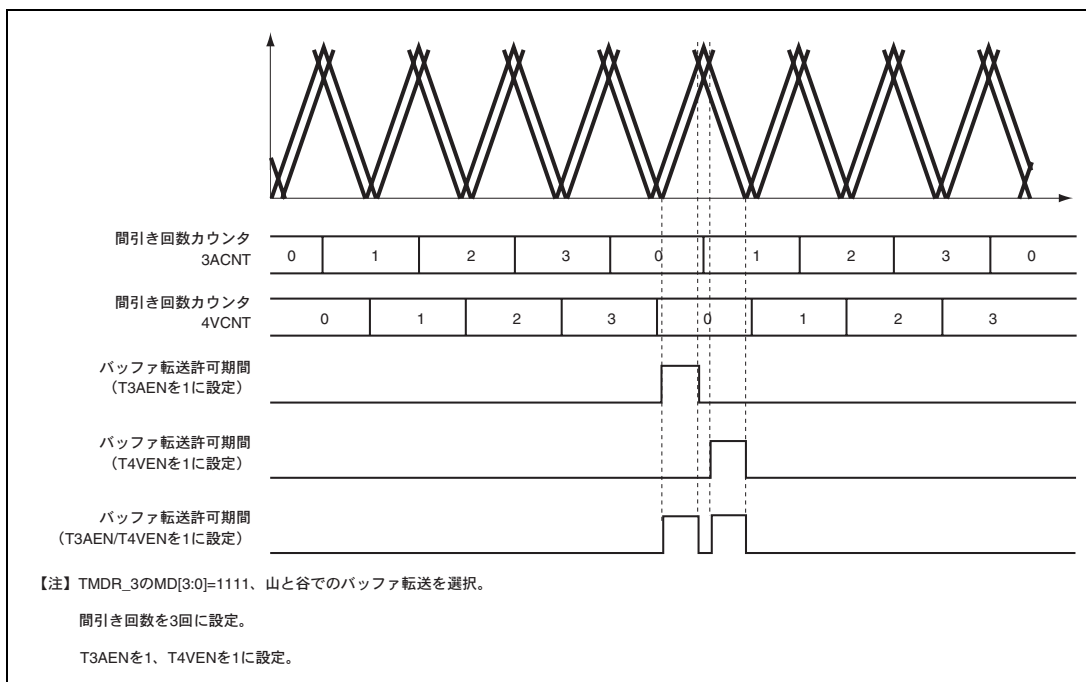 間引き回数カウンタ
3ACNT
0 1 2 3 0 1 2 3 0
間引き回数カウンタ
4VCNT
0 1 2 3 0 1 2 3
バッファ転送許可期間
（T3AENを1に設定）
バッファ転送許可期間
（T4VENを1に設定）
バッファ転送許可期間
（T3AEN/T4VENを1に設定）
【注】TMDR_3のMD[3:0]=1111、山と谷でのバッファ転送を選択。
間引き回数を3回に設定。
T3AENを1、T4VENを1に設定。